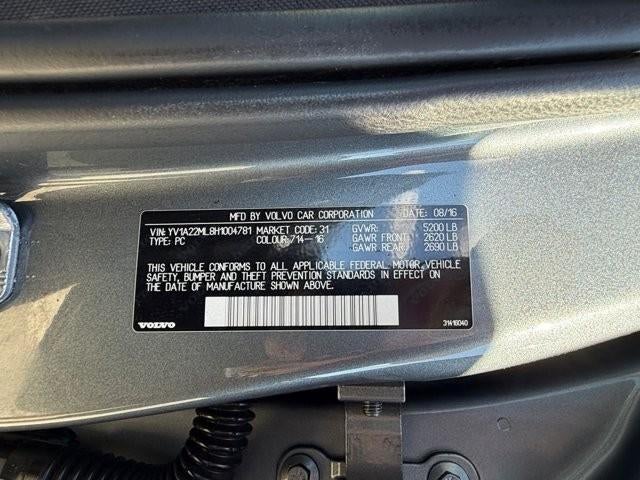 MFD BY VOLVO CAR CORPORATION DATE: 08/16
VIN: YV1A22ML8H1004781 MARKET CODE: 31 GVWR: 5200 LB
TYPE: PC COLOUR: 714-16 GAWR FRONT: 2620 LB
GAWR REAR: 2690 LB
THIS VEHICLE CONFORMS TO ALL APPLICABLE FEDERAL MOTOR VEHICLE
SAFETY, BUMPER AND THEFT PREVENTION STANDARDS IN EFFECT ON THE
DATE OF MANUFACTURE SHOWN ABOVE.
VOLVO 31416040